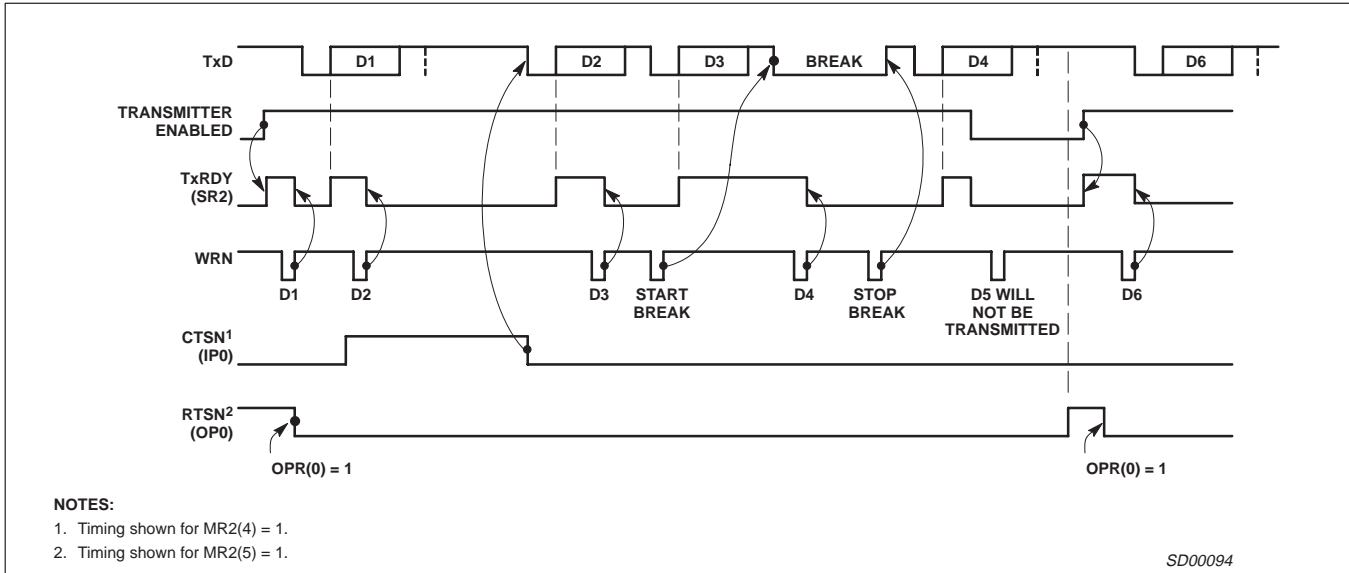 TxD
D1
D2
D3
BREAK
D4
D6
TRANSMITTER
ENABLED
TxRDY
(SR2)
WRN
D1
D2
D3
START
BREAK
D4
STOP
BREAK
D5 WILL
NOT BE
TRANSMITTED
D6
CTSN1
(IP0)
RTSN2
(OP0)
OPR(0) = 1
OPR(0) = 1
NOTES:
1. Timing shown for MR2(4) = 1.
2. Timing shown for MR2(5) = 1.
SD00094